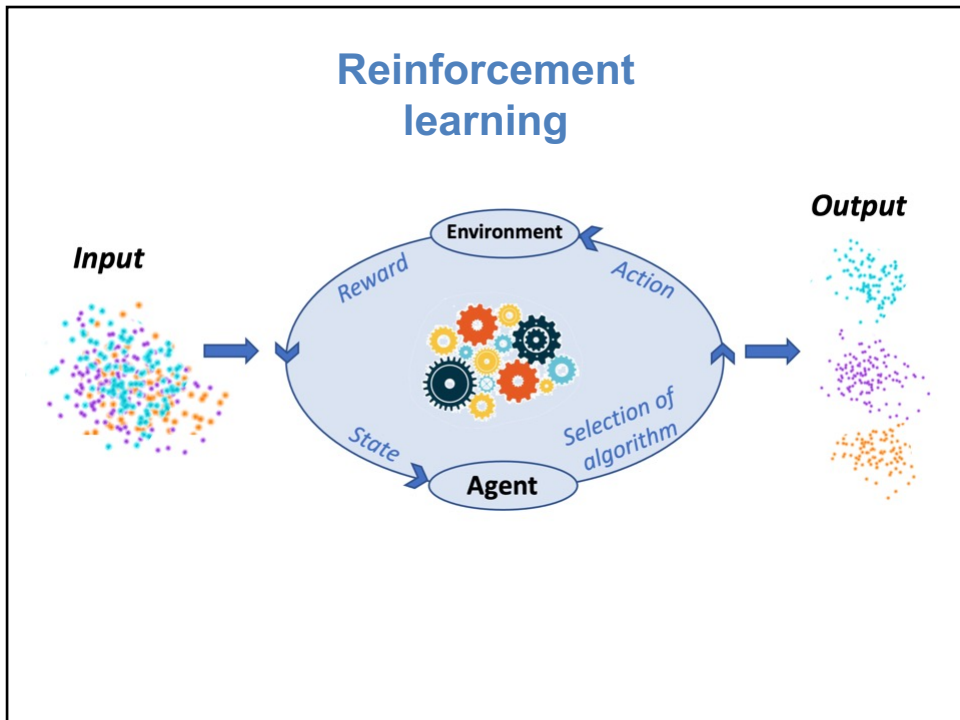 Reinforcement
learning
Input
Environment
Reward
Action
State
Selection of
algorithm
Agent
Output